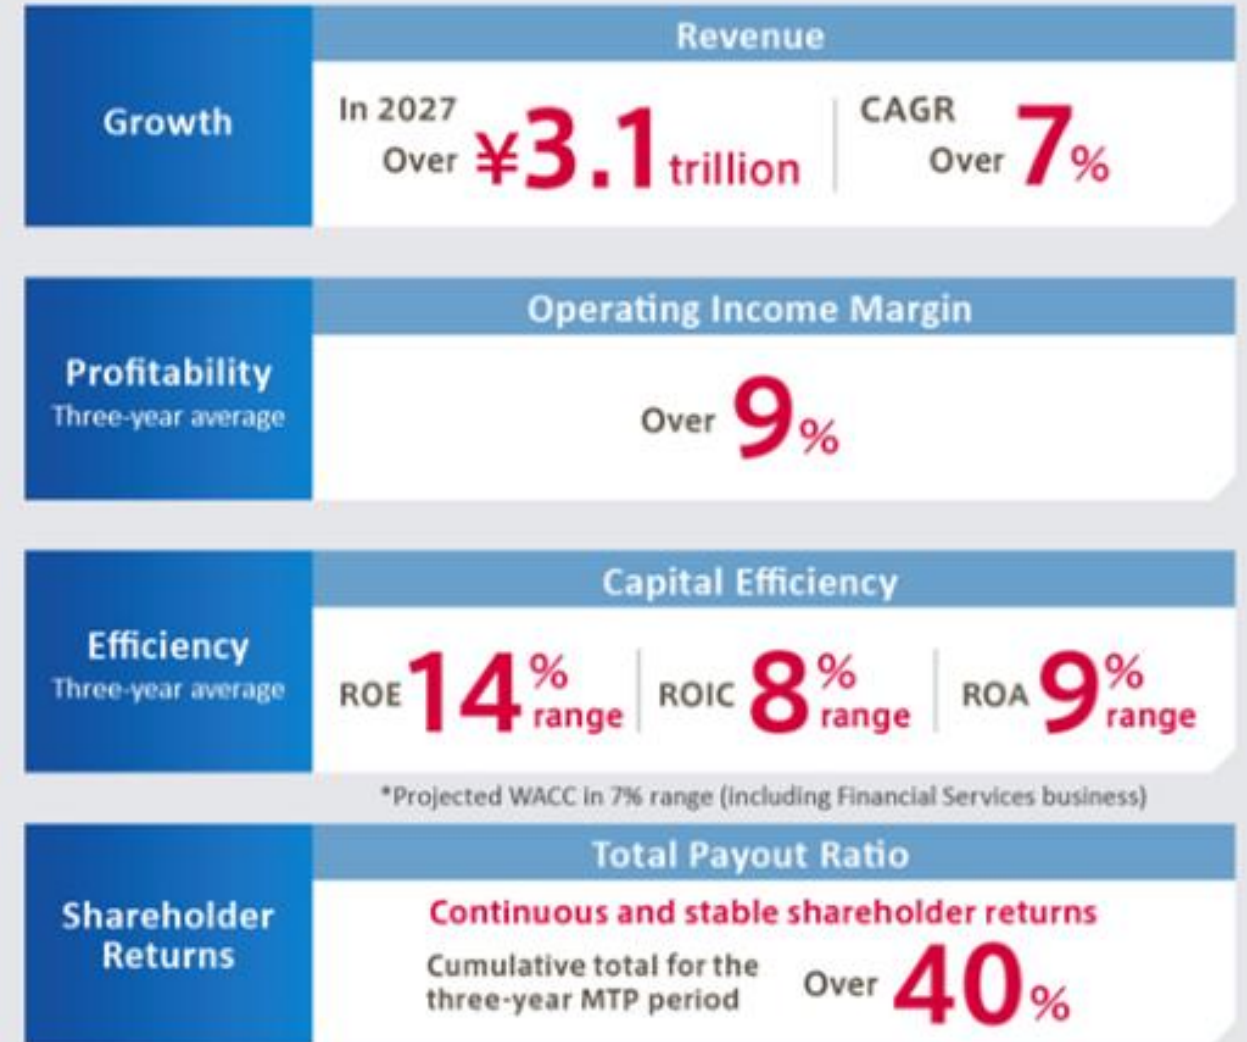 Growth
Revenue
In 2027
Over ¥3.1 trillion
CAGR
Over 7%
Profitability
Three-year average
Operating Income Margin
Over 9%
Efficiency
Three-year average
Capital Efficiency
ROE 14% range
ROIC 8% range
ROA 9% range
*Projected WACC in 7% range (including Financial Services business)
Shareholder
Returns
Total Payout Ratio
Continuous and stable shareholder returns
Cumulative total for the
three-year MTP period
Over 40%